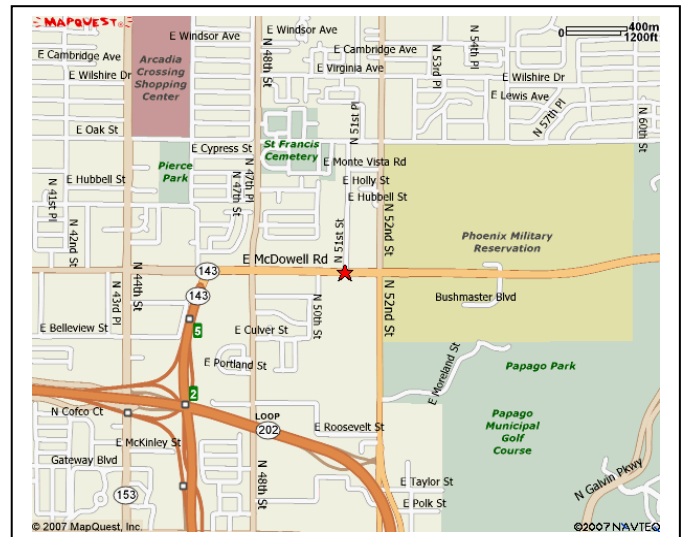 MAPQUEST
400m
0
1200ft
E Windsor Ave
E Windsor Ave
E Cambridge Ave
E Cambridge Ave
E Virginia Ave
E Wilshire Dr
E Wilshire Dr
E Lewis Ave
Arcadia
Crossing
Shopping
Center
N 48th St
N 51st Pl
N 53rd Pl
N 54th Pl
N 57th Pl
N 60th St
E Oak St
E Cypress St
St Francis
Cemetery
E Monte Vista Rd
Pierce
Park
E Hubbell St
E Holly St
E Hubbell St
N 41st Pl
N 42nd St
N 44th St
N 47th St
N 47th Pl
N 51st St
N 52nd St
Phoenix Military
Reservation
E McDowell Rd
143
143
Bushmaster Blvd
N 43rd Pl
N 50th St
N 52nd St
5
E Belleview St
E Culver St
E Portland St
E Moreland St
Papago Park
Papago
Municipal
Golf
Course
2
N Cofco Ct
LOOP
202
E Roosevelt St
E McKinley St
Gateway Blvd
153
N 48th St
E Taylor St
E Polk St
N Galvin Pkwy
© 2007 MapQuest, Inc.
©2007 NAVTEQ